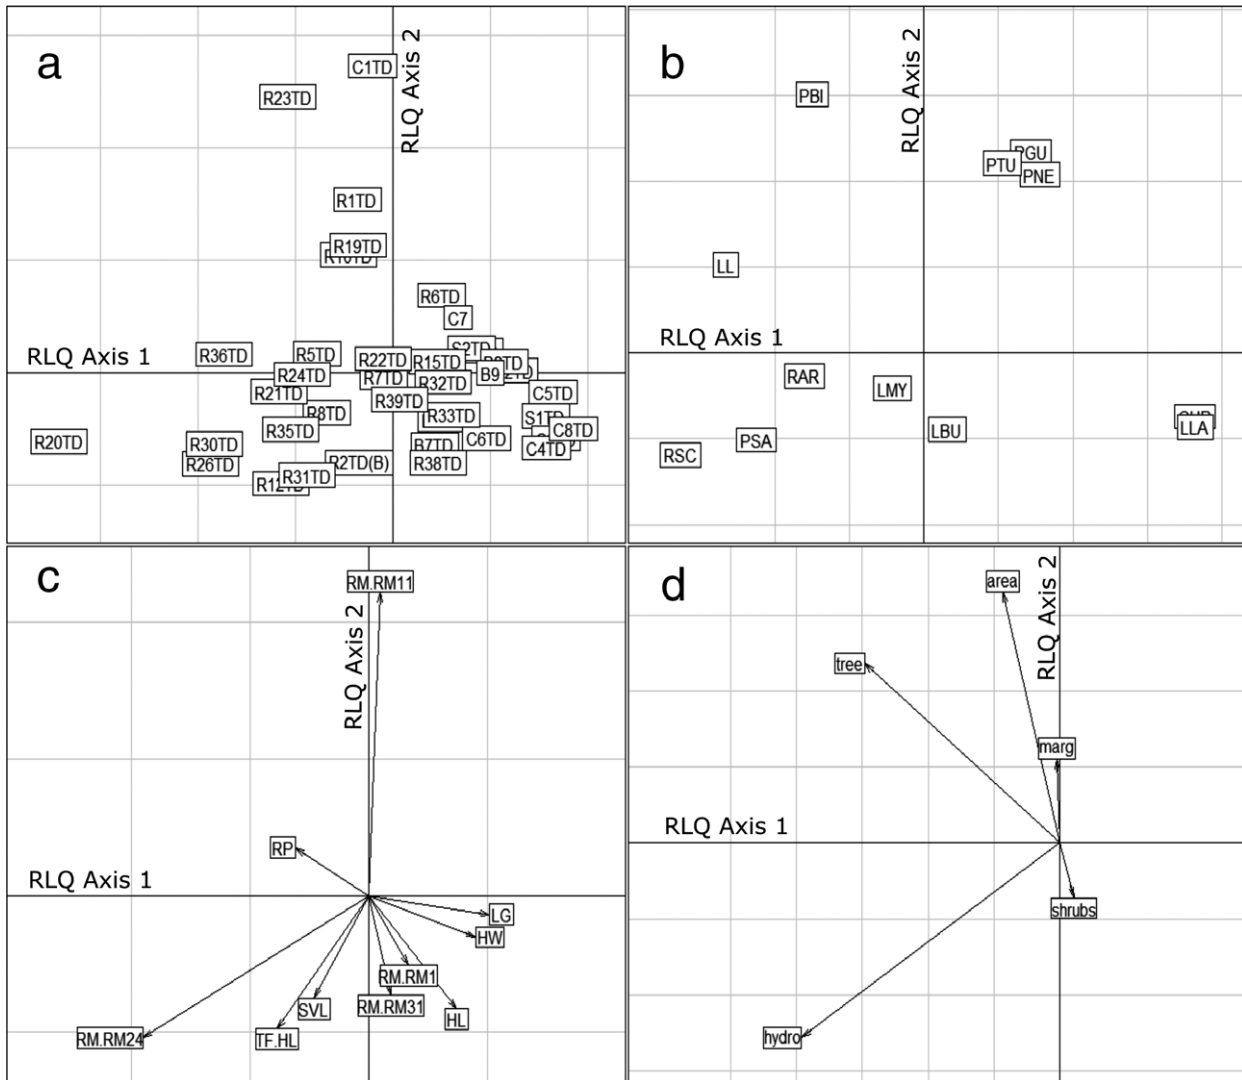 a
C1TD
R23TD
RLQ Axis 2
R1TD
R19TD
R10TD
R6TD
C7
S2TD
RLQ Axis 1
R36TD
R5TD
R22TD
R15TD
R24TD
R7TD
R32TD
B9
R21TD
R39TD
C5TD
R8TD
R33TD
S1TD
R35TD
C8TD
R20TD
R30TD
B7TD
C6TD
C4TD
R26TD
R2TD(B)
R38TD
R31TD
b
RLQ Axis 2
PBI
PGU
PTU
PNE
LL
RLQ Axis 1
RAR
LMY
LBU
LLA
PSA
RSC
c
RM.RM11
RLQ Axis 2
RP
RLQ Axis 1
LG
HW
RM.RM1
RM.RM31
SVL
HL
RM.RM24
TF.HL
d
area
RLQ Axis 2
tree
marg
RLQ Axis 1
shrubs
hydro